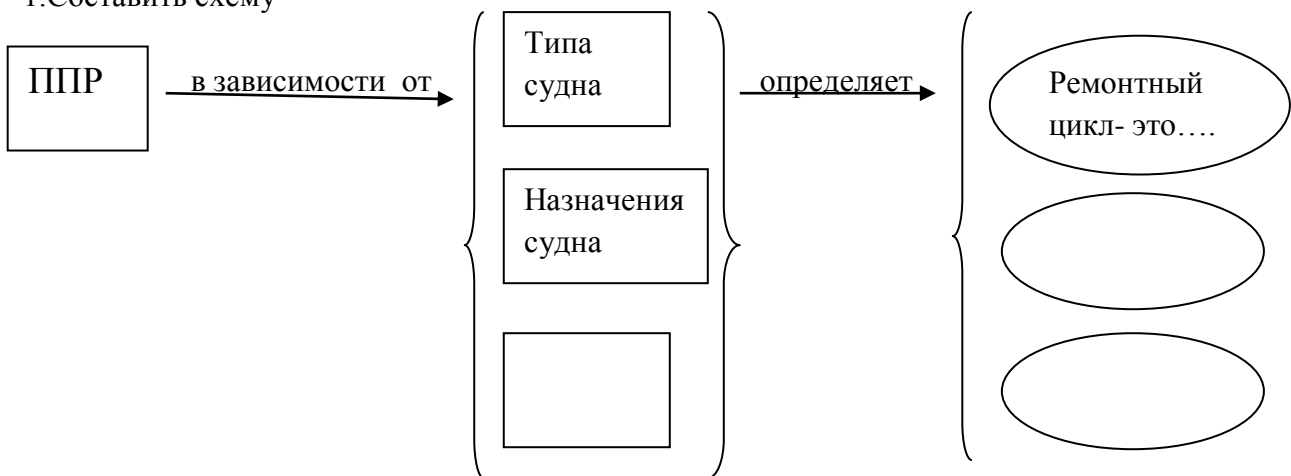 1.Составить схему
ППР
в зависимости от
Типа
судна
Назначения
судна
определяет
Ремонтный
цикл- это….